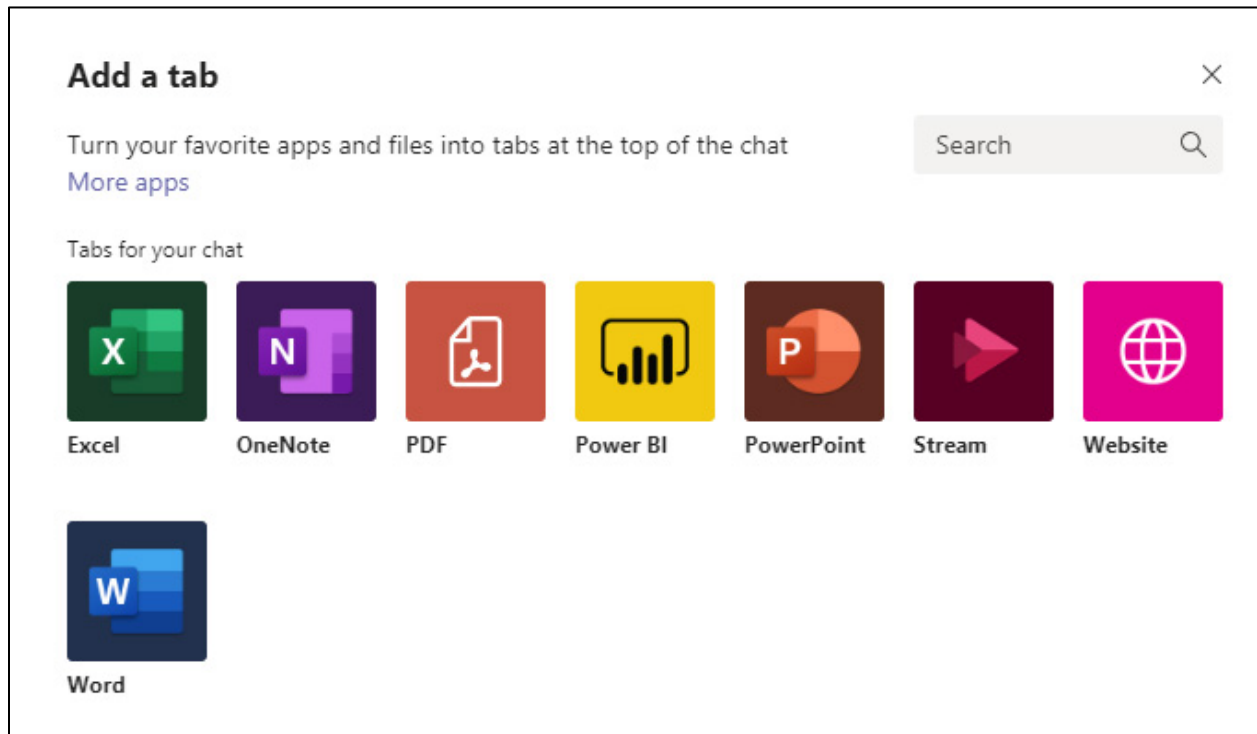 Add a tab
Turn your favorite apps and files into tabs at the top of the chat
Search
More apps
Tabs for your chat
X
N
P
Excel
OneNote
PDF
Power BI
PowerPoint
Stream
Website
W
Word